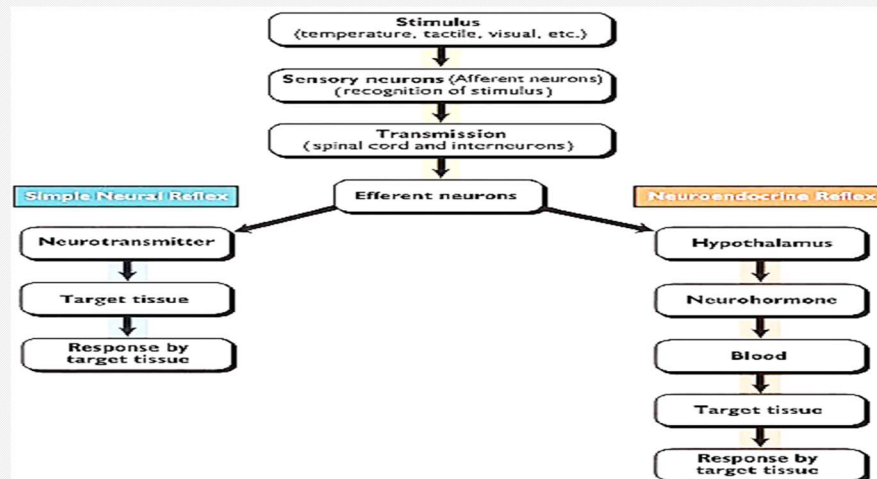 Stimulus
(temperature, tactile, visual, etc.)
Sensory neurons (Afferent neurons)
(recognition of stimulus)
Transmission
(spinal cord and interneurons)
Efferent neurons
Simple Neural Reflex
Neurotransmitter
Target tissue
Response by
target tissue
Neuroendocrine Reflex
Hypothalamus
Neurohormone
Blood
Target tissue
Response by
target tissue